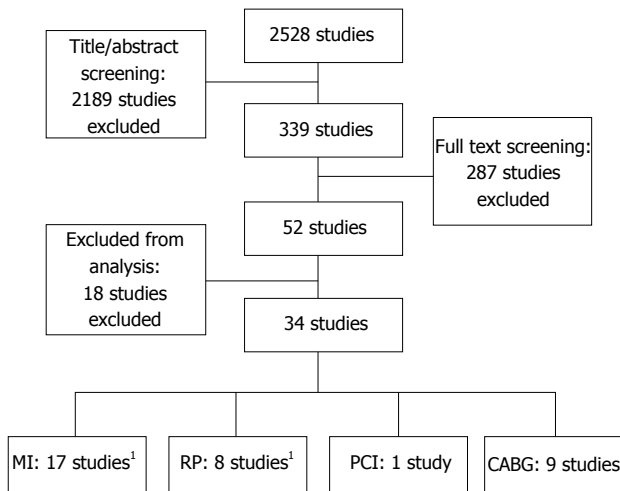 2528 studies
Title/abstract
screening:
2189 studies
excluded
339 studies
Full text screening:
287 studies
excluded
52 studies
Excluded from
analysis:
18 studies
excluded
34 studies
MI: 17 studies¹
RP: 8 studies¹
PCI: 1 study
CABG: 9 studies